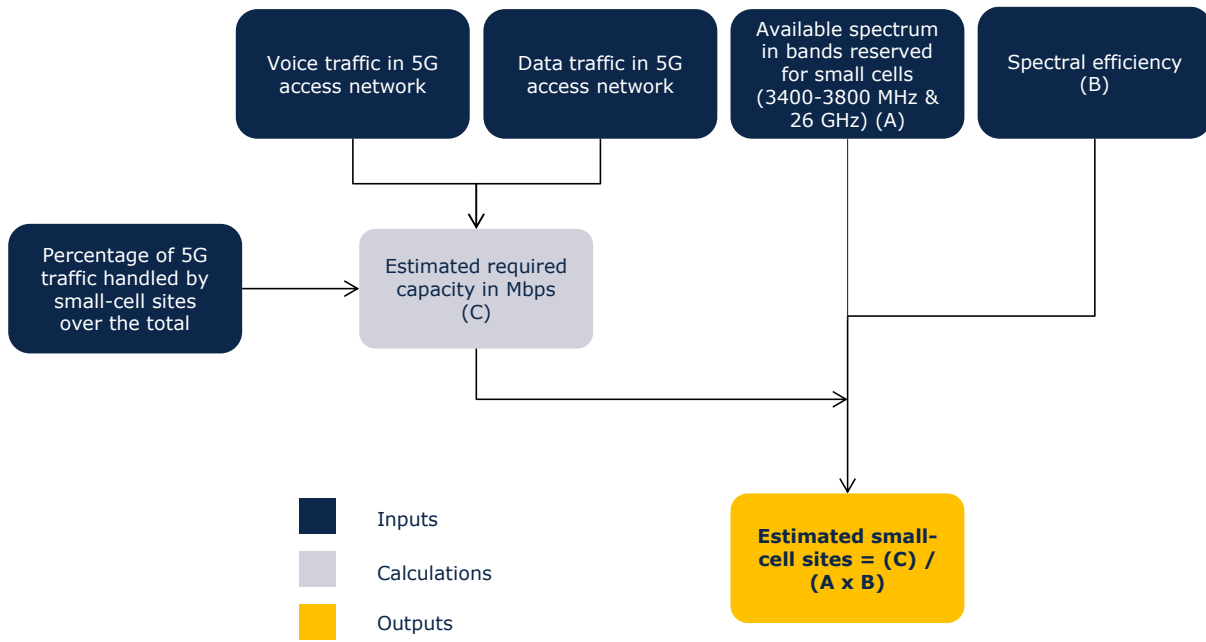 Voice traffic in 5G
access network
Data traffic in 5G
access network
Available spectrum
in bands reserved
for small cells
(3400-3800 MHz &
26 GHz) (A)
Spectral efficiency
(B)
Percentage of 5G
traffic handled by
small-cell sites
over the total
Estimated required
capacity in Mbps
(C)
Estimated small-
cell sites = (C) /
(A x B)
Inputs
Calculations
Outputs